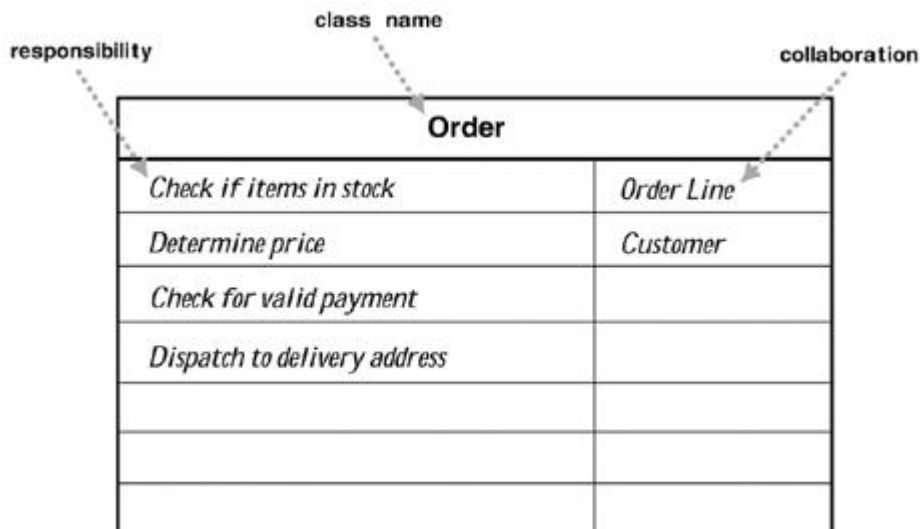 class name
responsibility
collaboration
Order
Check if items in stock
Order Line
Determine price
Customer
Check for valid payment
Dispatch to delivery address